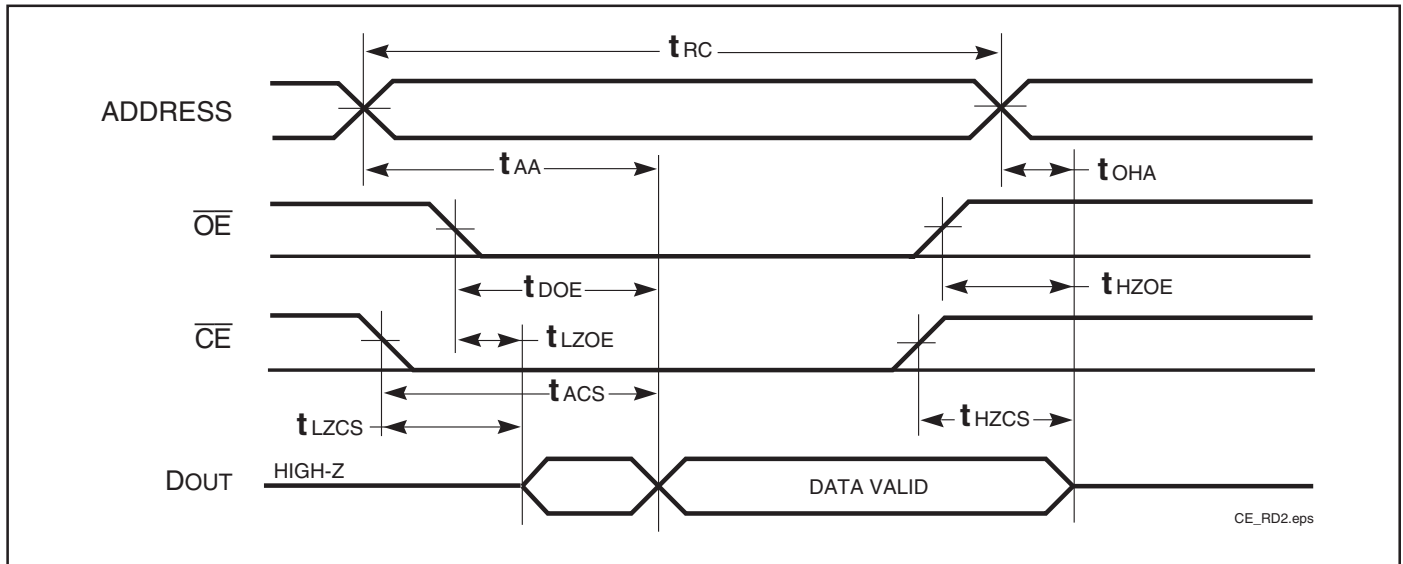 tRC
ADDRESS
tAA
tOHA
OE
tDOE
tHZOE
tLZOE
CE
tACS
tLZCS
tHZCS
HIGH-Z
DOUT
DATA VALID
CE_RD2.eps